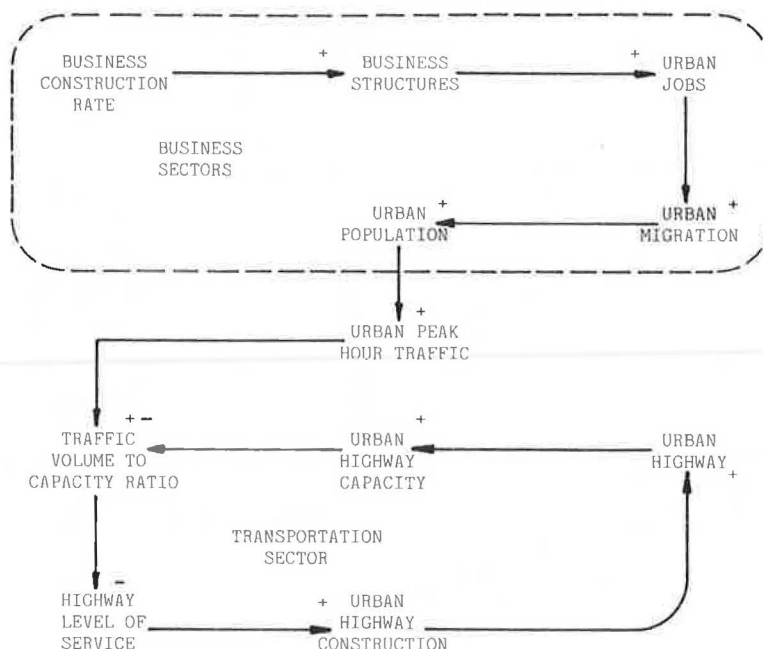 BUSINESS
CONSTRUCTION
RATE
+
BUSINESS
STRUCTURES
+
URBAN
JOBS
BUSINESS
SECTORS
URBAN +
POPULATION
URBAN +
MIGRATION
+
URBAN PEAK
HOUR TRAFFIC
+ -
TRAFFIC
VOLUME TO
CAPACITY RATIO
+
URBAN
HIGHWAY
CAPACITY
URBAN
HIGHWAY +
TRANSPORTATION
SECTOR
-
HIGHWAY
LEVEL OF
SERVICE
+ URBAN
HIGHWAY
CONSTRUCTION